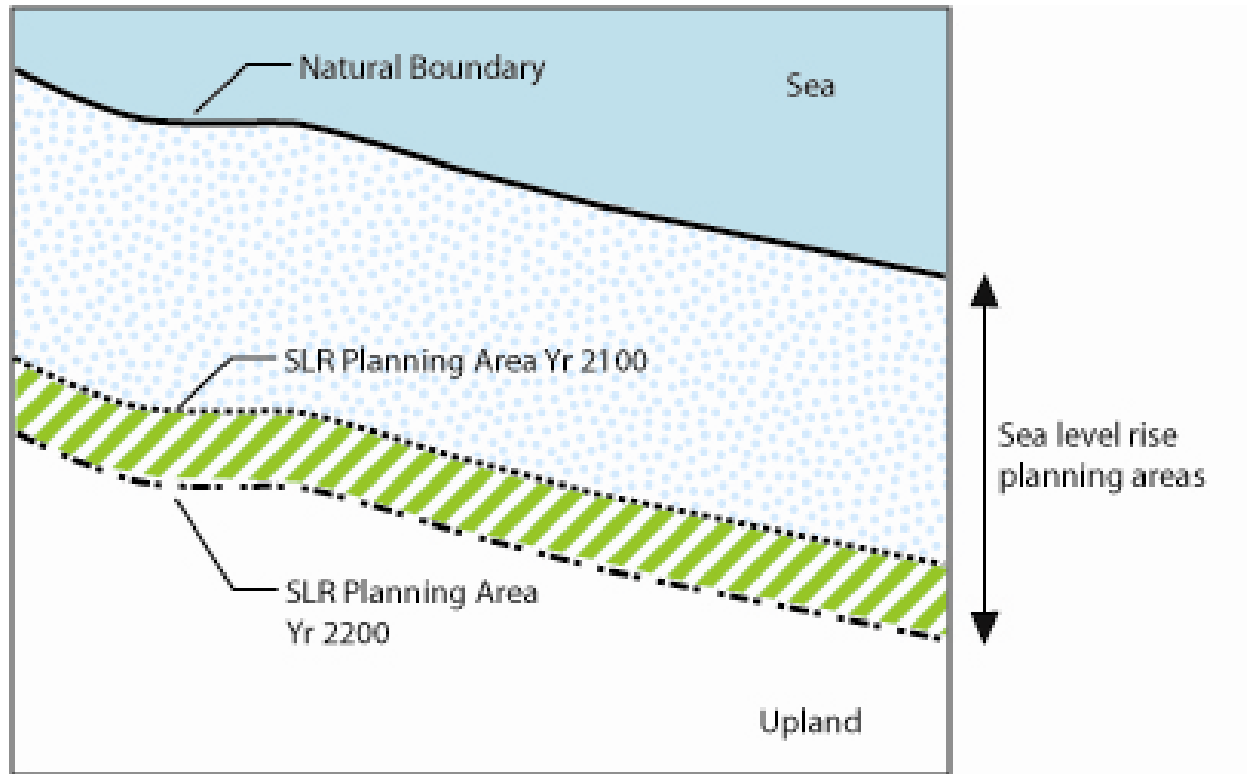 Natural Boundary
Sea
SLR Planning Area Yr 2100
Sea level rise
planning areas
SLR Planning Area
Yr 2200
Upland